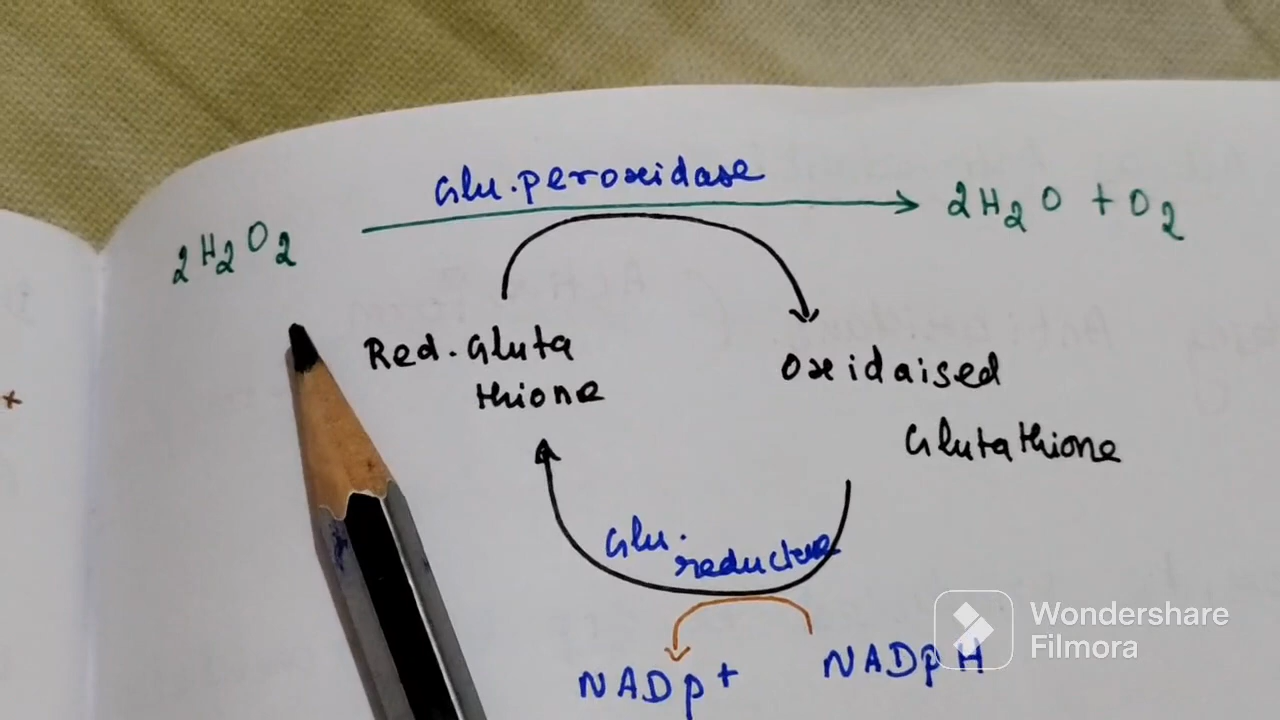 Glu. peroxidase
2H2O2
2H2O + O2
Red. Gluta
thione
Oxidaised
Glutathione
Glu.
reductase
NADp+
NADpH
Wondershare
Filmora